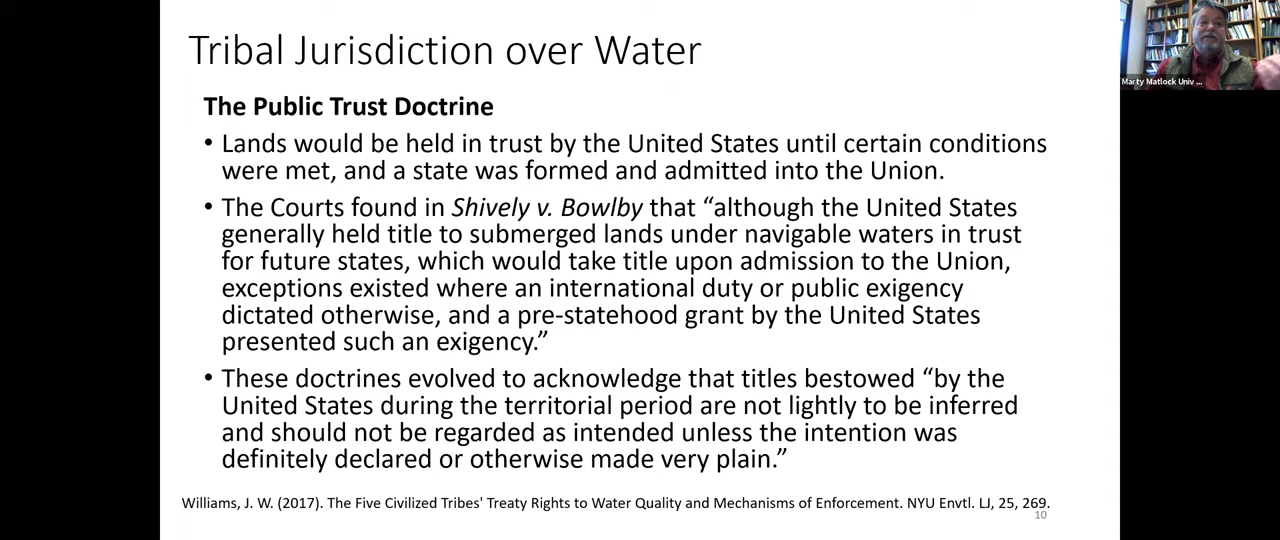 Tribal Jurisdiction over Water
Marty Matlock Univ ...
The Public Trust Doctrine
• Lands would be held in trust by the United States until certain conditions
were met, and a state was formed and admitted into the Union.
• The Courts found in Shively v. Bowlby that “although the United States
generally held title to submerged lands under navigable waters in trust
for future states, which would take title upon admission to the Union,
exceptions existed where an international duty or public exigency
dictated otherwise, and a pre-statehood grant by the United States
presented such an exigency.”
• These doctrines evolved to acknowledge that titles bestowed “by the
United States during the territorial period are not lightly to be inferred
and should not be regarded as intended unless the intention was
definitely declared or otherwise made very plain.”
Williams, J. W. (2017). The Five Civilized Tribes' Treaty Rights to Water Quality and Mechanisms of Enforcement. NYU Envtl. LJ, 25, 269.
10